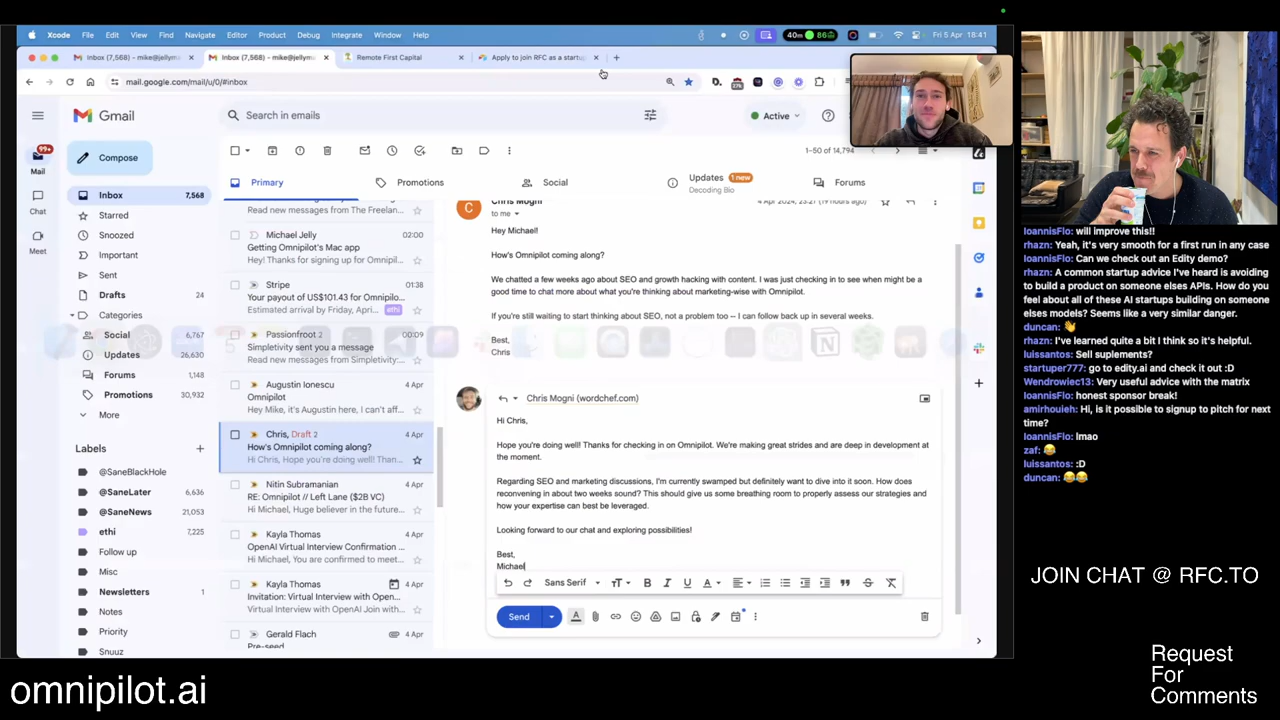 Xcode File Edit View Find Navigate Editor Product Debug Integrate Window Help
40m 86 Fri 5 Apr 18:41
Inbox (7,568) - mike@jellyma
Inbox (7,568) - mike@jellyma
Remote First Capital
Apply to join RFC as a startup
mail.google.com/mail/u/0/#inbox
Gmail
Search in emails
Active
99+
Mail
Chat
Meet
Compose
Inbox 7,568
Starred
Snoozed
Important
Sent
Drafts 24
Categories
Social 6,767
Updates 26,630
Forums 1,148
Promotions 30,932
More
Labels
@SaneBlackHole
@SaneLater 6,636
@SaneNews 21,053
ethi 7,225
Follow up
Misc
Newsletters 1
Notes
Priority
Snuuz
1-50 of 14,794
Primary
Promotions
Social
Updates 1 new
Decoding Bio
Forums
Read new messages from The Freelan...
Michael Jelly 02:00
Getting Omnipilot's Mac app
Hey! Thanks for signing up for Omnipil...
Stripe 01:38
Your payout of US$101.43 for Omnipilo...
Estimated arrival by Friday, April... ethi
Passionfroot 2 00:09
Simpletivity sent you a message
Read new messages from Simpletivity:...
Augustin Ionescu 4 Apr
Omnipilot
Hey Mike, it's Augustin here, I can't aff...
Chris, Draft 2 4 Apr
How's Omnipilot coming along?
Hi Chris, Hope you're doing well! Than...
Nitin Subramanian 4 Apr
RE: Omnipilot // Left Lane ($2B VC)
Hi Michael, Huge believer in the future...
Kayla Thomas 4 Apr
OpenAI Virtual Interview Confirmation ...
Hi Michael, You are confirmed to meet...
Kayla Thomas 4 Apr
Invitation: Virtual Interview with Open...
Virtual Interview with OpenAI Join with...
Gerald Flach 4 Apr
Pre-seed
Chris Mogni
4 Apr 2024, 23:27 (19 hours ago)
to me
Hey Michael!
How's Omnipilot coming along?
We chatted a few weeks ago about SEO and growth hacking with content. I was just checking in to see when might be a
good time to chat more about what you're thinking about marketing-wise with Omnipilot.
If you're still waiting to start thinking about SEO, not a problem too -- I can follow back up in several weeks.
Best,
Chris
Chris Mogni (wordchef.com)
Hi Chris,
Hope you're doing well! Thanks for checking in on Omnipilot. We're making great strides and are deep in development at
the moment.
Regarding SEO and marketing discussions, I'm currently swamped but definitely want to dive into it soon. How does
reconvening in about two weeks sound? This should give us some breathing room to properly assess our strategies and
how your expertise can best be leveraged.
Looking forward to our chat and exploring possibilities!
Best,
Michael
Sans Serif
Send
IoannisFlo: will improve this!!
rhazn: Yeah, it's very smooth for a first run in any case
IoannisFlo: Can we check out an Edity demo?
rhazn: A common startup advice I've heard is avoiding
to build a product on someone elses APIs. How do you
feel about all of these AI startups building on someone
elses models? Seems like a very similar danger.
duncan: 👋
rhazn: I've learned quite a bit I think so it's helpful.
luissantos: Sell suplements?
startuper777: go to edity.ai and check it out :D
Wendrowiec13: Very useful advice with the matrix
IoannisFlo: honest sponsor break!
amirhouieh: Hi, is it possible to signup to pitch for next
time?
IoannisFlo: lmao
zaf: 😂
luissantos: :D
duncan: 😂😂
JOIN CHAT @ RFC.TO
Request
For
Comments
omnipilot.ai